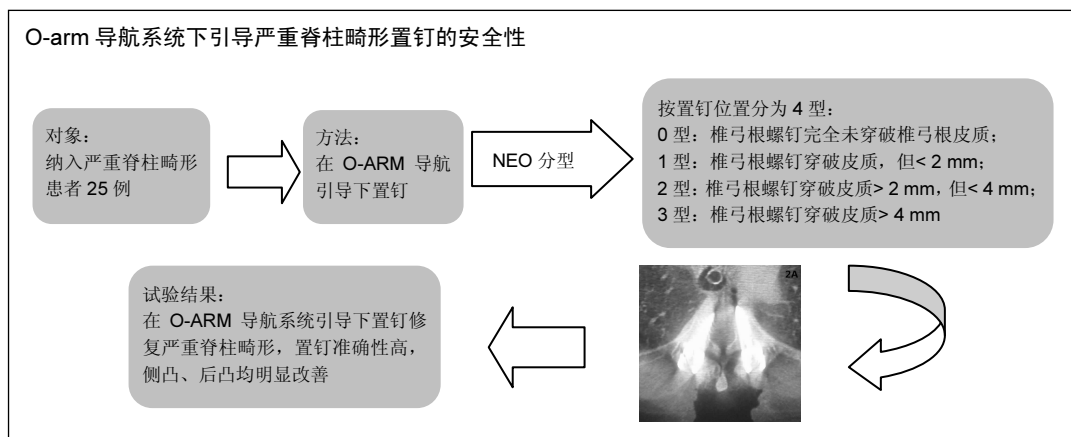 O-arm 导航系统下引导严重脊柱畸形置钉的安全性
对象：
纳入严重脊柱畸形
患者 25 例
方法：
在 O-ARM 导航
引导下置钉
NEO 分型
按置钉位置分为 4 型：
0 型：椎弓根螺钉完全未穿破椎弓根皮质；
1 型：椎弓根螺钉穿破皮质，但< 2 mm；
2 型：椎弓根螺钉穿破皮质> 2 mm，但< 4 mm；
3 型：椎弓根螺钉穿破皮质> 4 mm
2A
试验结果：
在 O-ARM 导航系统引导下置钉修
复严重脊柱畸形，置钉准确性高，
侧凸、后凸均明显改善